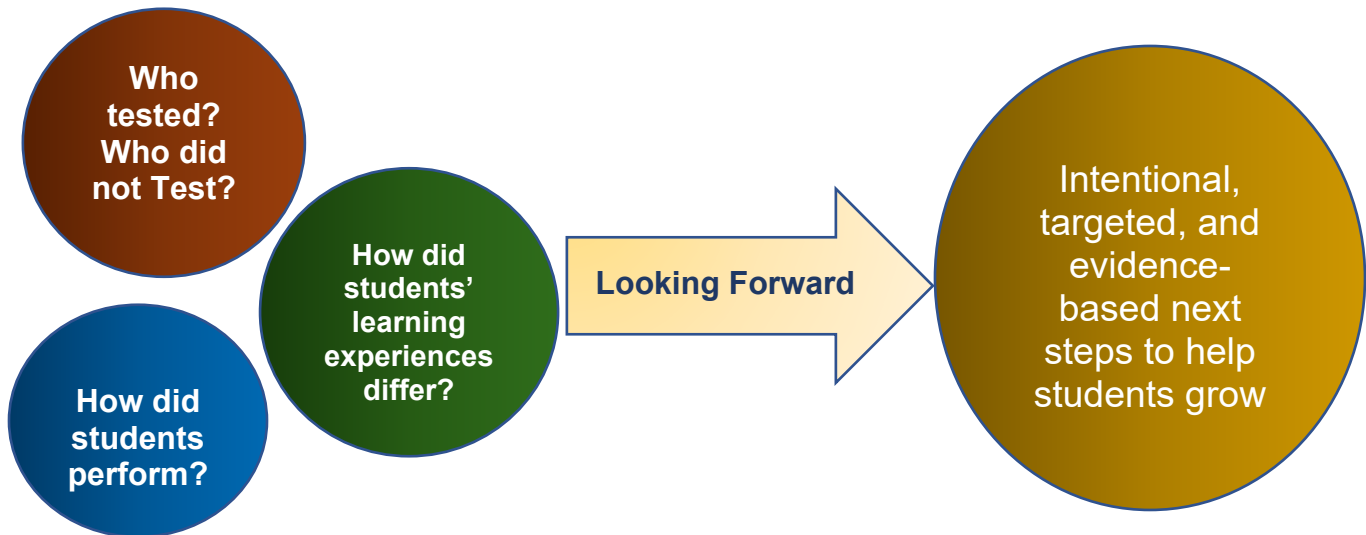 Who
tested?
Who did
not Test?
How did
students’
learning
experiences
differ?
How did
students
perform?
Looking Forward
Intentional,
targeted, and
evidence-
based next
steps to help
students grow